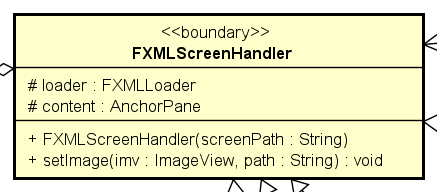 <<boundary>>
FXMLScreenHandler
# loader : FXMLLoader
# content : AnchorPane
+ FXMLScreenHandler(screenPath : String)
+ setImage(imv : ImageView, path : String) : void